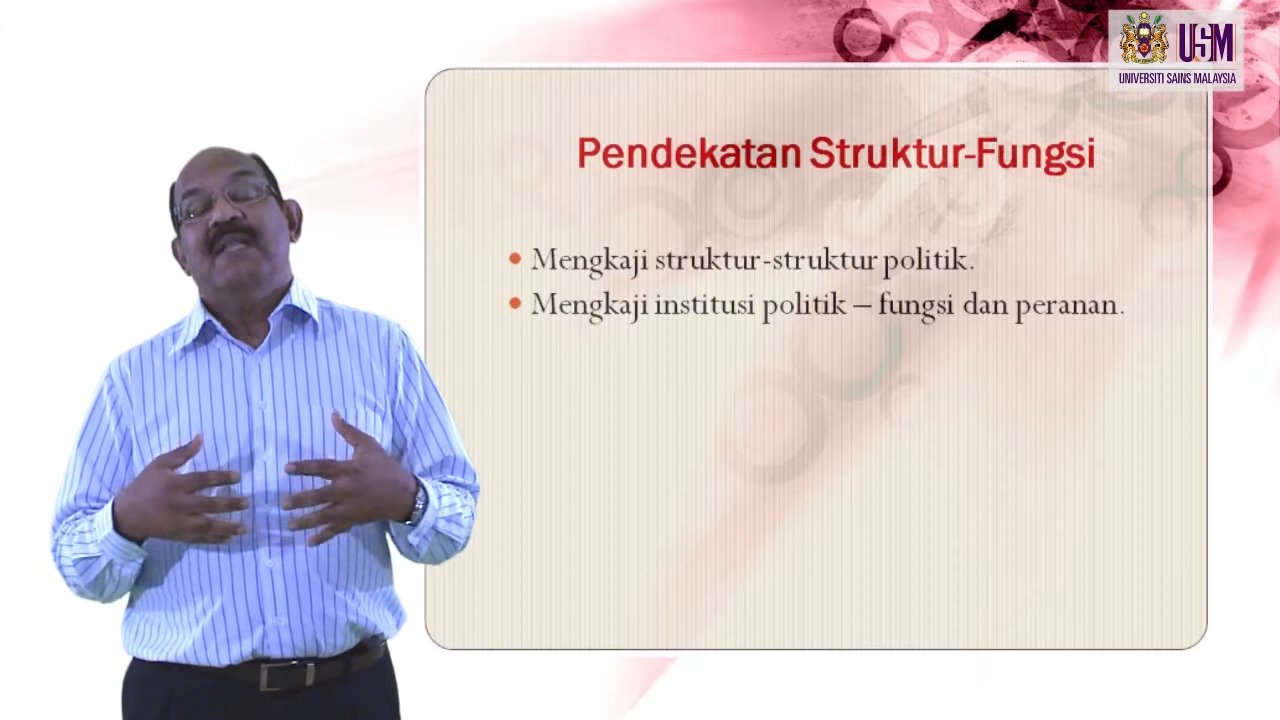 USM
UNIVERSITI SAINS MALAYSIA
Pendekatan Struktur-Fungsi
• Mengkaji struktur-struktur politik.
• Mengkaji institusi politik – fungsi dan peranan.